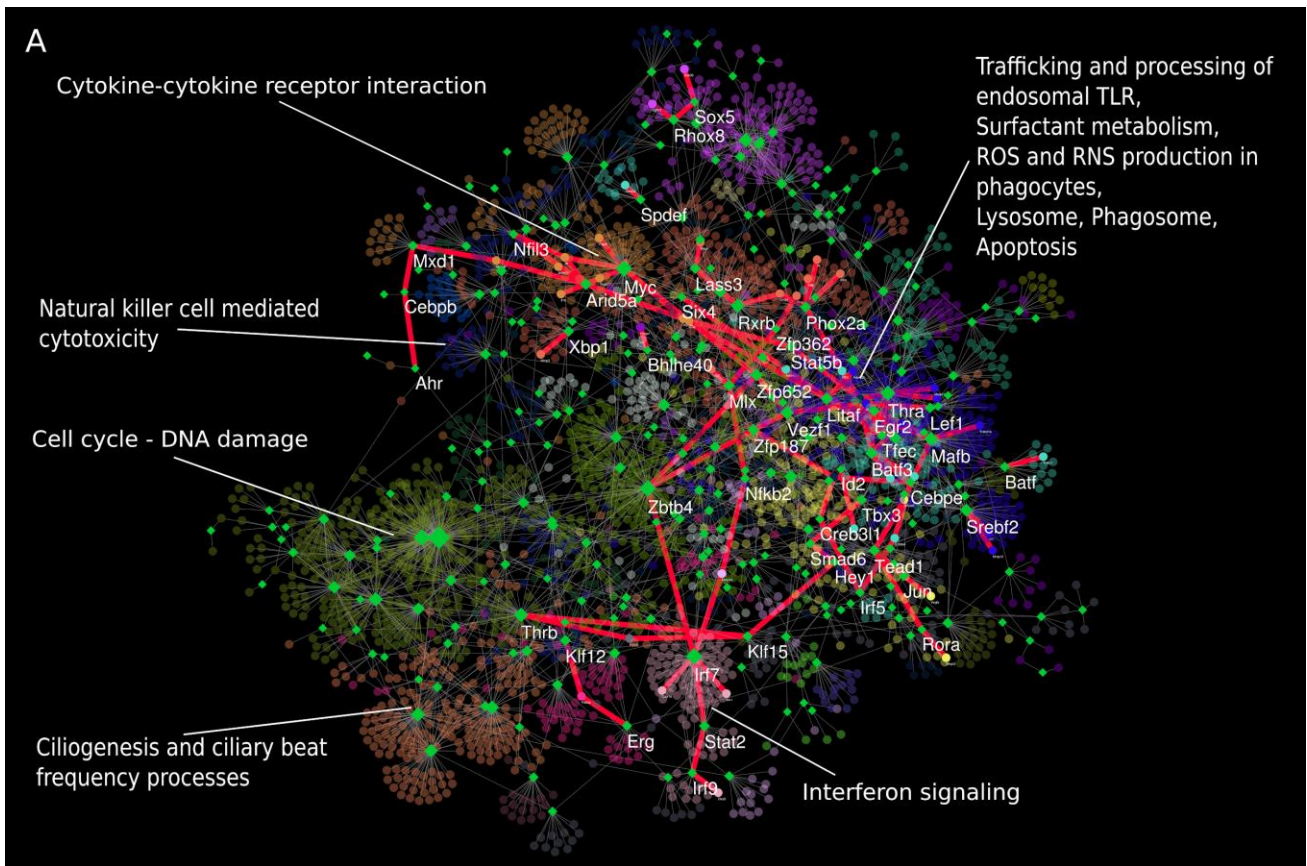 A
Cytokine-cytokine receptor interaction
Trafficking and processing of
endosomal TLR,
Surfactant metabolism,
ROS and RNS production in
phagocytes,
Lysosome, Phagosome,
Apoptosis
Sox5
Rhox8
Spdef
Nfil3
Mxd1
Lass3
Myc
Arid5a
Cebpb
Natural killer cell mediated
cytotoxicity
Six4
Rxrb
Phox2a
Xbp1
Zfp362
Bhlhe40
Stat5b
Ahr
Zfp652
Mlx
Litaf
Thra
Lef1
Vezf1
Egr2
Cell cycle - DNA damage
Zfp187
Tfec
Mafb
Batf3
Batf
Id2
Nfkb2
Cebpe
Zbtb4
Tbx3
Srebf2
Creb3l1
Smad6
Tead1
Hey1
Jun
Irf5
Thrb
Rora
Klf12
Klf15
Irf7
Ciliogenesis and ciliary beat
frequency processes
Erg
Stat2
Irf9
Interferon signaling